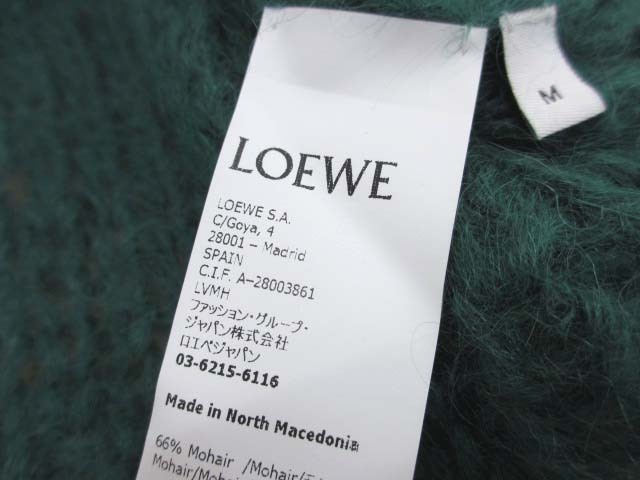 LOEWE
LOEWE S.A.
C/Goya, 4
28001 – Madrid
SPAIN
C.I.F. A-28003861
LVMH
ファッション・グループ・
ジャパン株式会社
ロエベジャパン
03-6215-6116
Made in North Macedonia
66% Mohair /Mohair/
Mohair/
M